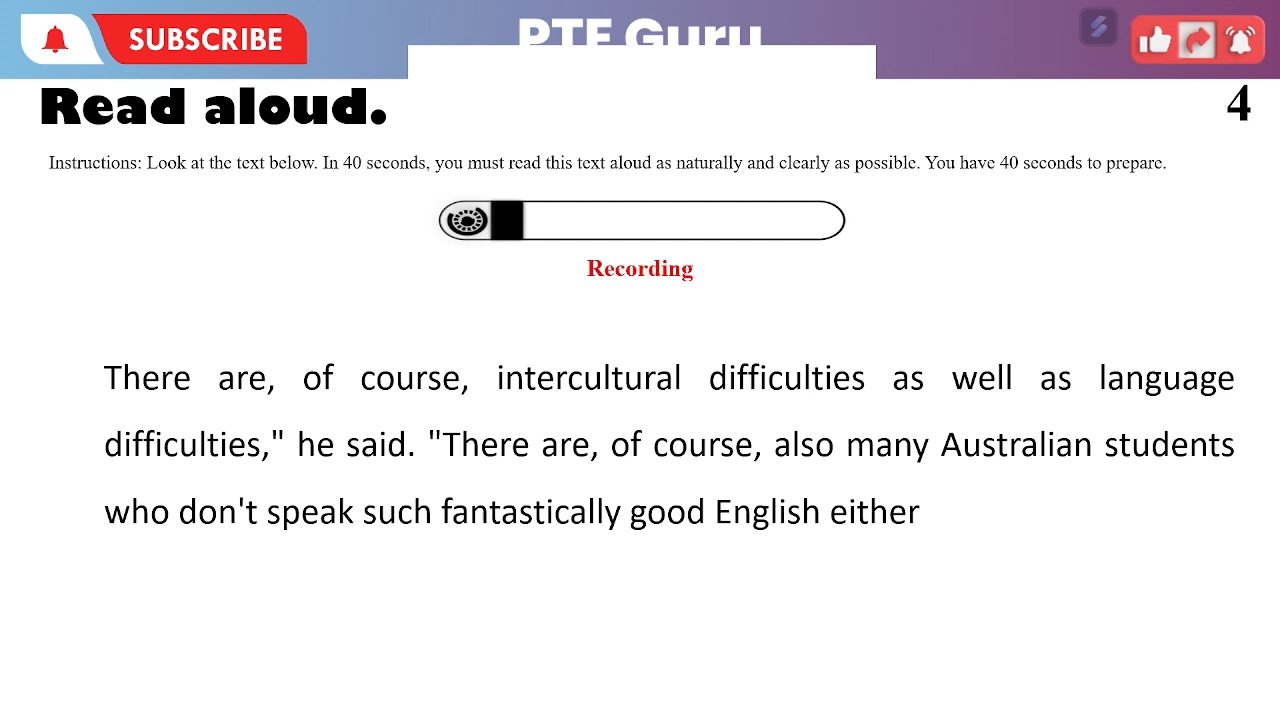 SUBSCRIBE
PTE Guru
Read aloud.
4
Instructions: Look at the text below. In 40 seconds, you must read this text aloud as naturally and clearly as possible. You have 40 seconds to prepare.
Recording
There are, of course, intercultural difficulties as well as language
difficulties," he said. "There are, of course, also many Australian students
who don't speak such fantastically good English either